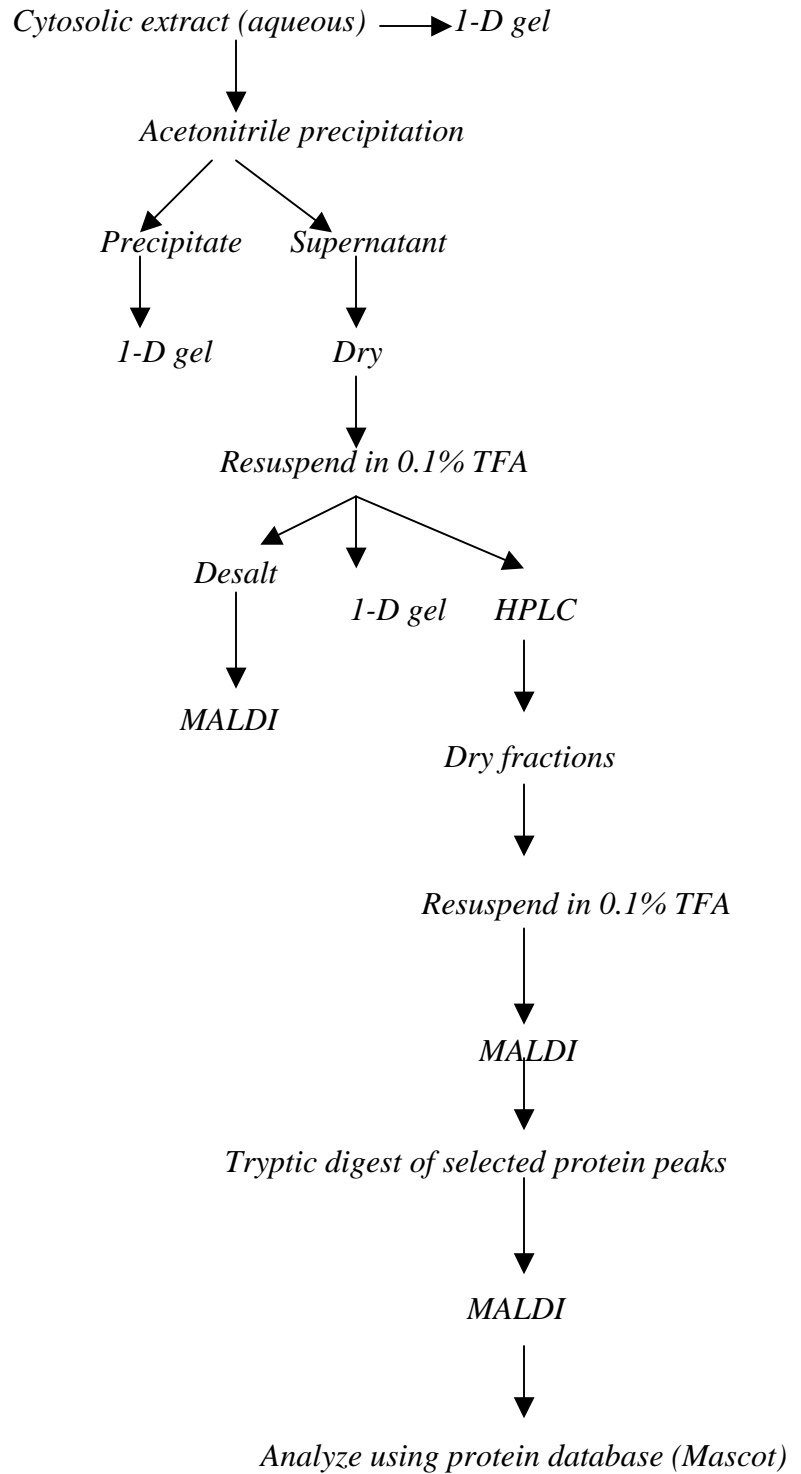 Cytosolic extract (aqueous) 1-D gel
Acetonitrile precipitation
Precipitate Supernatant
1-D gel Dry
Resuspend in 0.1% TFA
Desalt
1-D gel HPLC
MALDI
Dry fractions
Resuspend in 0.1% TFA
MALDI
Tryptic digest of selected protein peaks
MALDI
Analyze using protein database (Mascot)